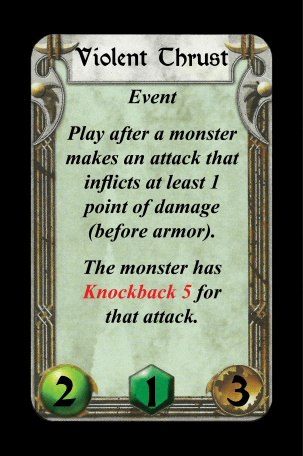 Violent Thrust
Event
Play after a monster
makes an attack that
inflicts at least 1
point of damage
(before armor).
The monster has
Knockback 5 for
that attack.
2 1 3